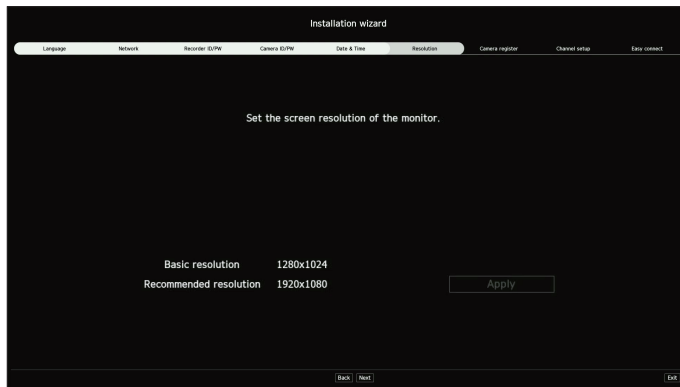 Installation wizard
Language Network Recorder ID/PW Camera ID/PW Date & Time Resolution Camera register Channel setup Easy connect
Set the screen resolution of the monitor.
Basic resolution 1280x1024
Recommended resolution 1920x1080 Apply
Back Next Exit